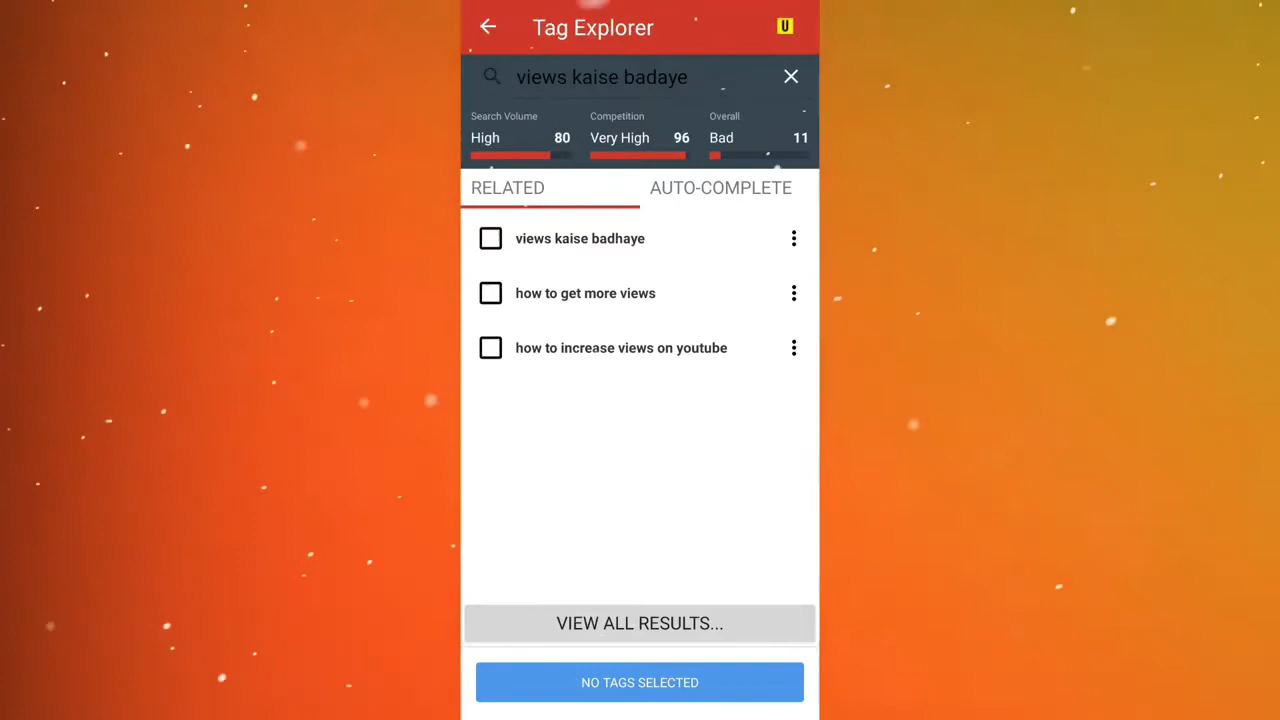 Tag Explorer U
views kaise badaye
Search Volume Competition Overall
High 80 Very High 96 Bad 11
RELATED AUTO-COMPLETE
views kaise badhaye
how to get more views
how to increase views on youtube
VIEW ALL RESULTS...
NO TAGS SELECTED